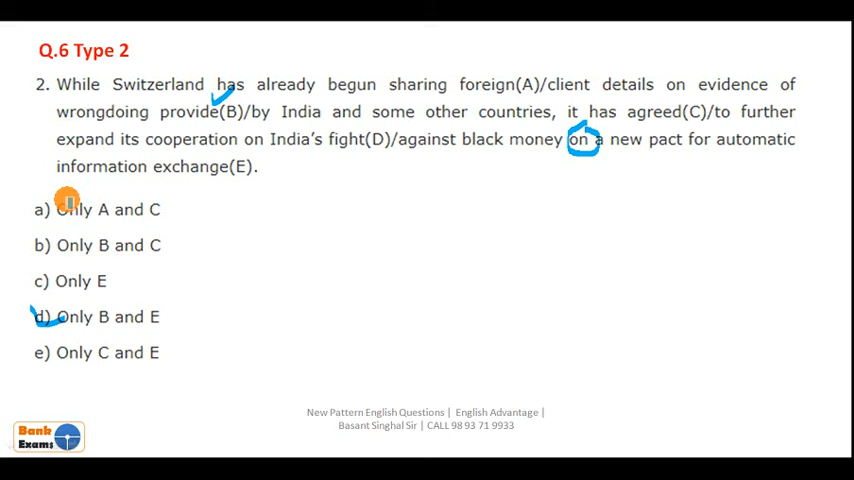 Q.6 Type 2
2. While Switzerland has already begun sharing foreign(A)/client details on evidence of
wrongdoing provide(B)/by India and some other countries, it has agreed(C)/to further
expand its cooperation on India's fight(D)/against black money on a new pact for automatic
information exchange(E).
a) Only A and C
b) Only B and C
c) Only E
d) Only B and E
e) Only C and E
New Pattern English Questions | English Advantage |
Basant Singhal Sir | CALL 98 93 71 9933
Bank
Exams